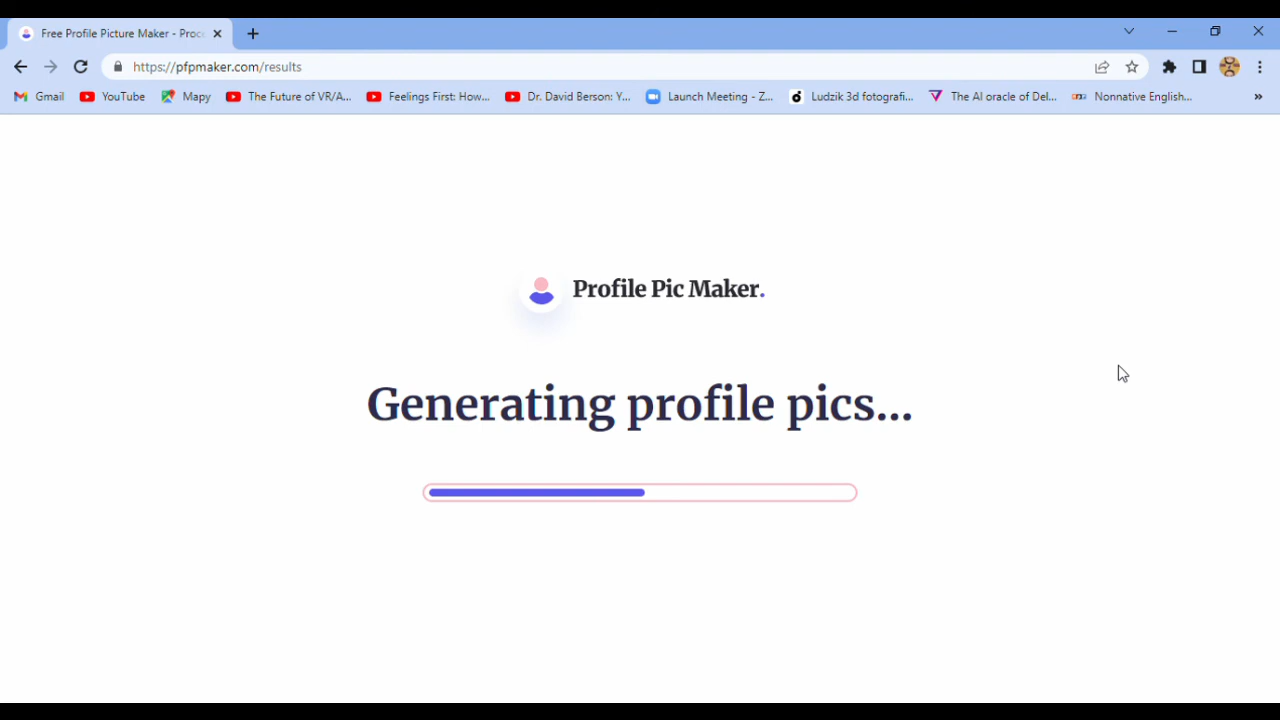 Free Profile Picture Maker - Proc
https://pfpmaker.com/results
Gmail
YouTube
Mapy
The Future of VR/A...
Feelings First: How...
Dr. David Berson: Y...
Launch Meeting - Z...
Ludzik 3d fotografi...
The AI oracle of Del...
Nonnative English...
»
Profile Pic Maker.
Generating profile pics...